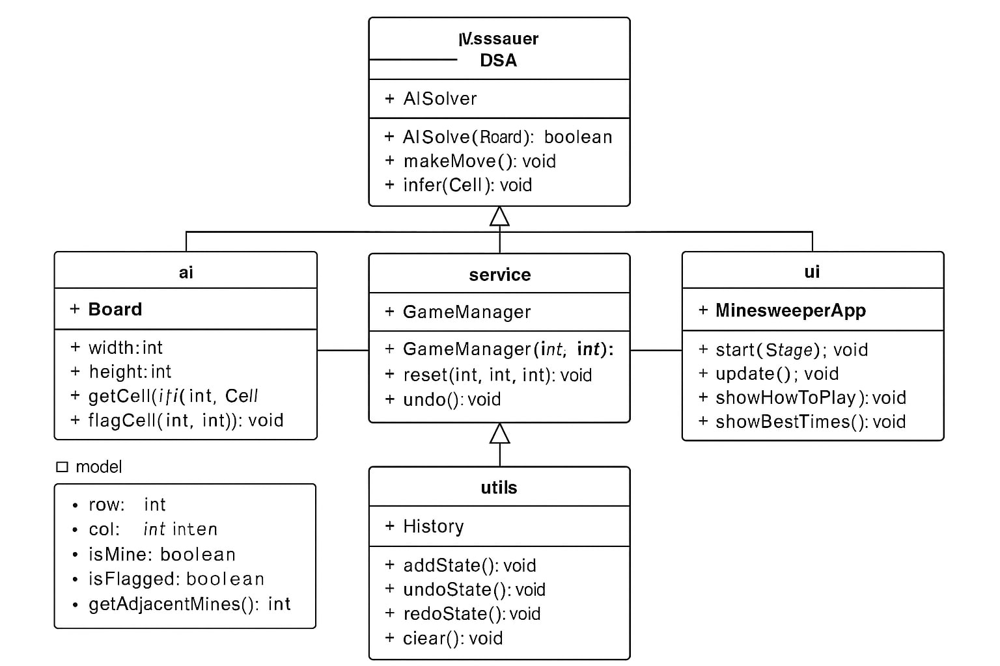 IV.sssauer
DSA
+ AISolver
+ AISolve(Roard): boolean
+ makeMove(): void
+ infer(Cell): void
ai
+ Board
+ width:int
+ height:int
+ getCell(iti(int, Cell
+ flagCell(int, int)): void
service
+ GameManager
+ GameManager(int, int):
+ reset(int, int, int): void
+ undo(): void
ui
+ MinesweeperApp
+ start(Stage); void
+ update(); void
+ showHowToPlay): void
+ showBestTimes(): void
model
• row: int
• col: int inten
• isMine: boolean
• isFlagged: boolean
• getAdjacentMines(): int
utils
+ History
+ addState(): void
+ undoState(): void
+ redoState(): void
+ ciear(): void